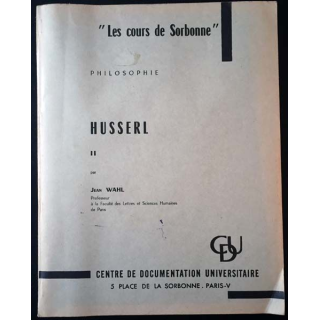 "Les cours de Sorbonne"
PHILOSOPHIE
HUSSERL
II
par
JEAN WAHL
Professeur
à la Faculté des Lettres et Sciences Humaines
de Paris
CDU
CENTRE DE DOCUMENTATION UNIVERSITAIRE
5 PLACE DE LA SORBONNE. PARIS-V